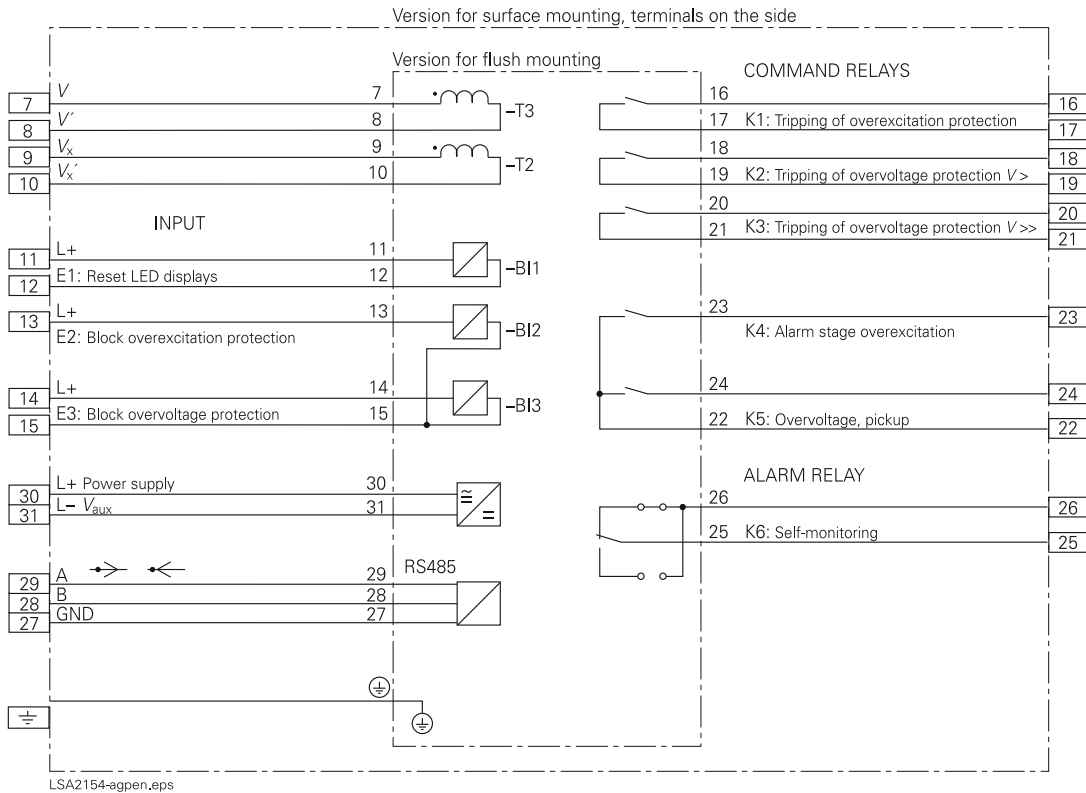 Version for surface mounting, terminals on the side
Version for flush mounting
7 V 7
8 V′ 8
–T3
9 Vx 9
10 Vx′ 10
–T2
INPUT
11 L+ 11
12 E1: Reset LED displays 12
–BI1
13 L+ 13
E2: Block overexcitation protection
–BI2
14 L+ 14
15 E3: Block overvoltage protection 15
–BI3
30 L+ Power supply 30
31 L– Vaux 31
≅
=
RS485
29 A 29
28 B 28
27 GND 27
COMMAND RELAYS
16 16
17 K1: Tripping of overexcitation protection 17
18 18
19 K2: Tripping of overvoltage protection V > 19
20 20
21 K3: Tripping of overvoltage protection V >> 21
23 23
K4: Alarm stage overexcitation
24 24
22 K5: Overvoltage, pickup 22
ALARM RELAY
26 26
25 K6: Self-monitoring 25
LSA2154-agpen.eps